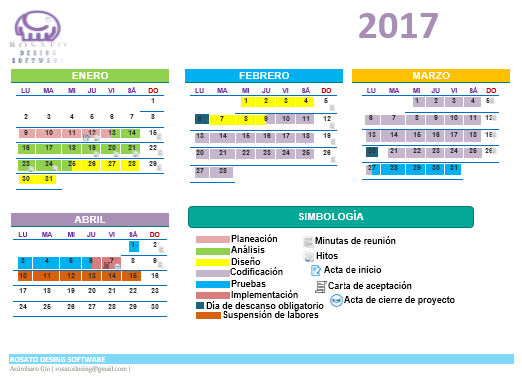 2017
ROSATO
DESING
SOFTWARE
ENERO
LU MA MI JU VI SÁ DO
1
2 3 4 5 6 7 8
9 10 11 12 13 14 15
16 17 18 19 20 21 22
23 24 25 26 27 28 29
30 31
FEBRERO
LU MA MI JU VI SÁ DO
1 2 3 4 5
6 7 8 9 10 11 12
13 14 15 16 17 18 19
20 21 22 23 24 25 26
27 28
MARZO
LU MA MI JU VI SÁ DO
1 2 3 4 5
6 7 8 9 10 11 12
13 14 15 16 17 18 19
20 21 22 23 24 25 26
27 28 29 30 31
ABRIL
LU MA MI JU VI SÁ DO
1 2
3 4 5 6 7 8 9
10 11 12 13 14 15 16
17 18 19 20 21 22 23
24 25 26 27 28 29 30
SIMBOLOGÍA
Planeación
Análisis
Diseño
Codificación
Pruebas
Implementación
Día de descanso obligatorio
Suspensión de labores
Minutas de reunión
Hitos
Acta de inicio
Carta de aceptación
Acta de cierre de proyecto
ROSATO DESING SOFTWARE
Acámbaro Gto | rosatodesing@gmail.com |